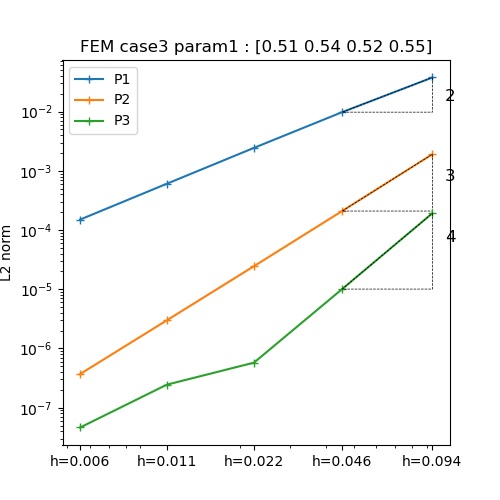 FEM case3 param1 : [0.51 0.54 0.52 0.55]
P1
P2
P3
2
3
4
L2 norm
10⁻²
10⁻³
10⁻⁴
10⁻⁵
10⁻⁶
10⁻⁷
h=0.006 h=0.011 h=0.022 h=0.046 h=0.094